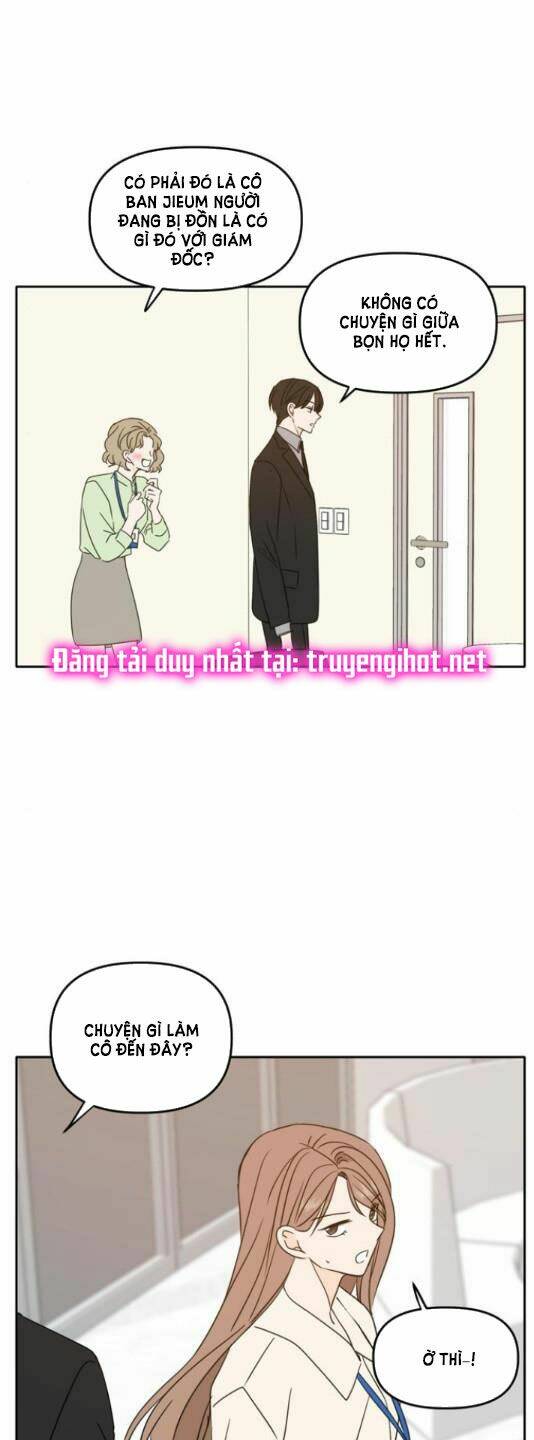 CÓ PHẢI ĐÓ LÀ CÔ
BAN JIEUM NGƯỜI
ĐANG BỊ ĐỒN LÀ CÓ
GÌ ĐÓ VỚI GIÁM
ĐỐC?
KHÔNG CÓ
CHUYỆN GÌ GIỮA
BỌN HỌ HẾT.
Đăng tải duy nhất tại: truyengihot.net
CHUYỆN GÌ LÀM
CÔ ĐẾN ĐÂY?
Ờ THÌ-!